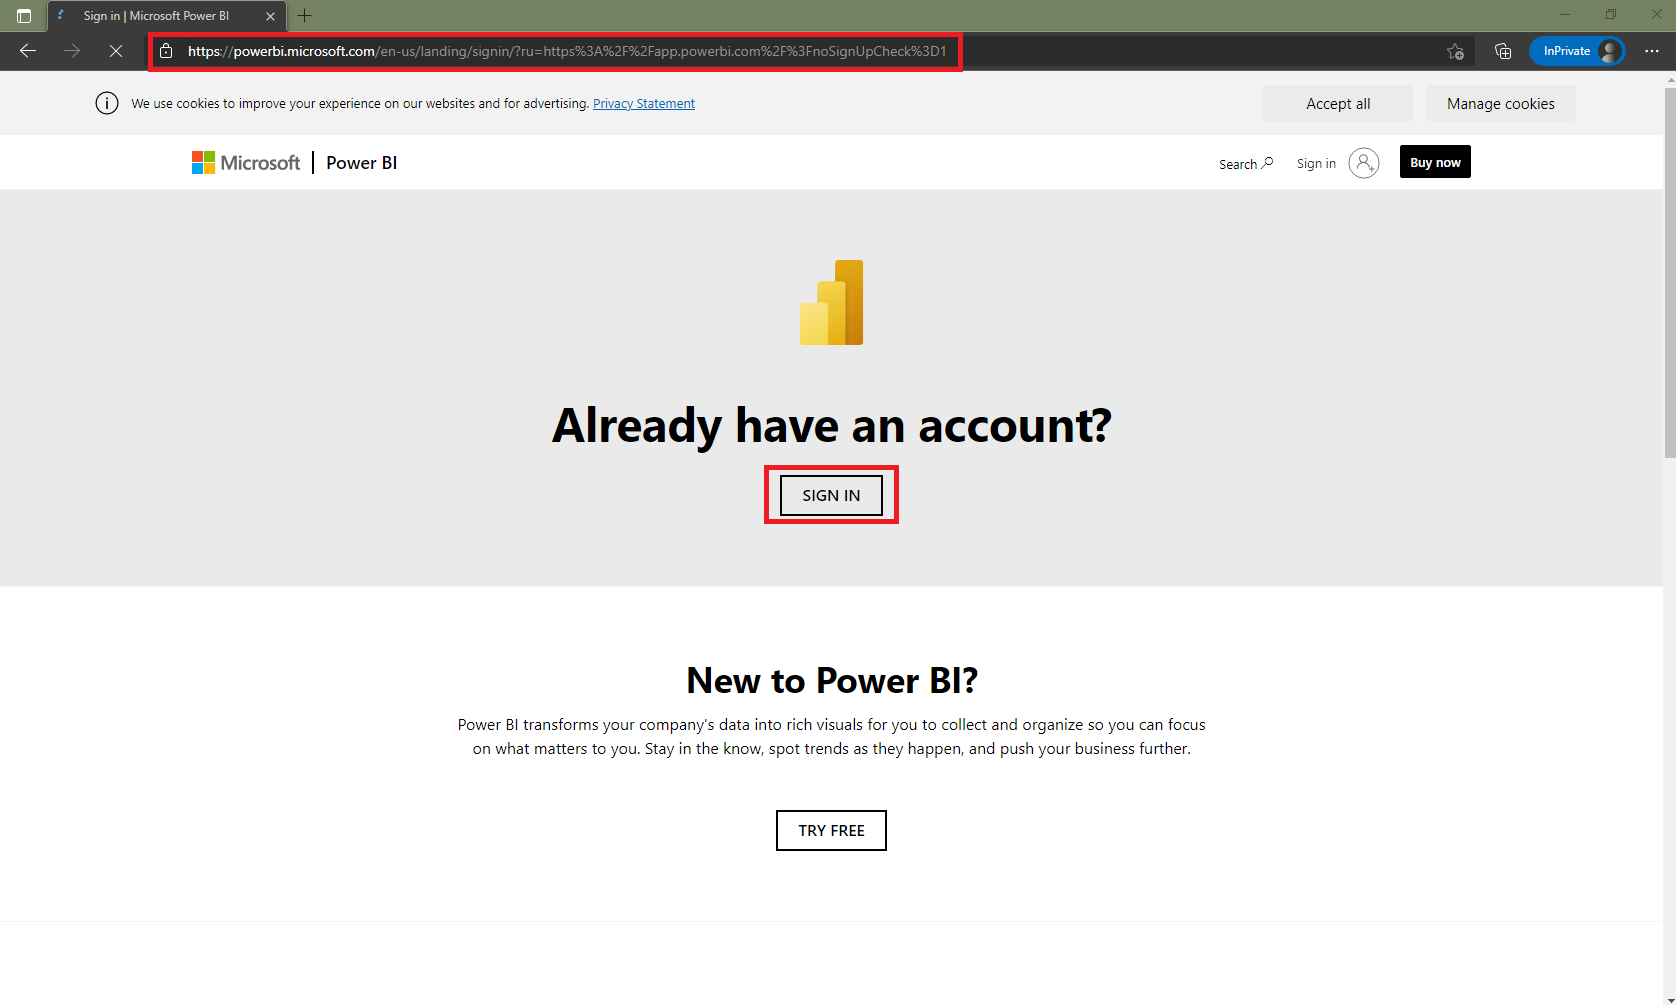 Sign in | Microsoft Power BI
https://powerbi.microsoft.com/en-us/landing/signin/?ru=https%3A%2F%2Fapp.powerbi.com%2F%3FnoSignUpCheck%3D1
InPrivate
We use cookies to improve your experience on our websites and for advertising. Privacy Statement
Accept all
Manage cookies
Microsoft
Power BI
Search
Sign in
Buy now
Already have an account?
SIGN IN
New to Power BI?
Power BI transforms your company's data into rich visuals for you to collect and organize so you can focus
on what matters to you. Stay in the know, spot trends as they happen, and push your business further.
TRY FREE